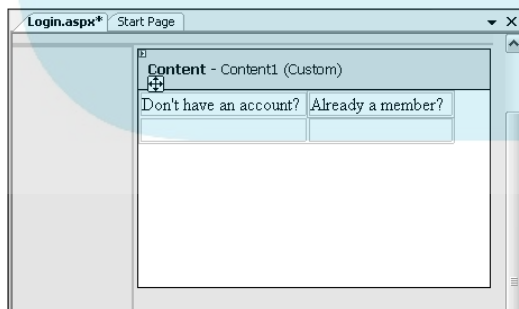 Login.aspx* Start Page
Content - Content1 (Custom)
Don't have an account? Already a member?